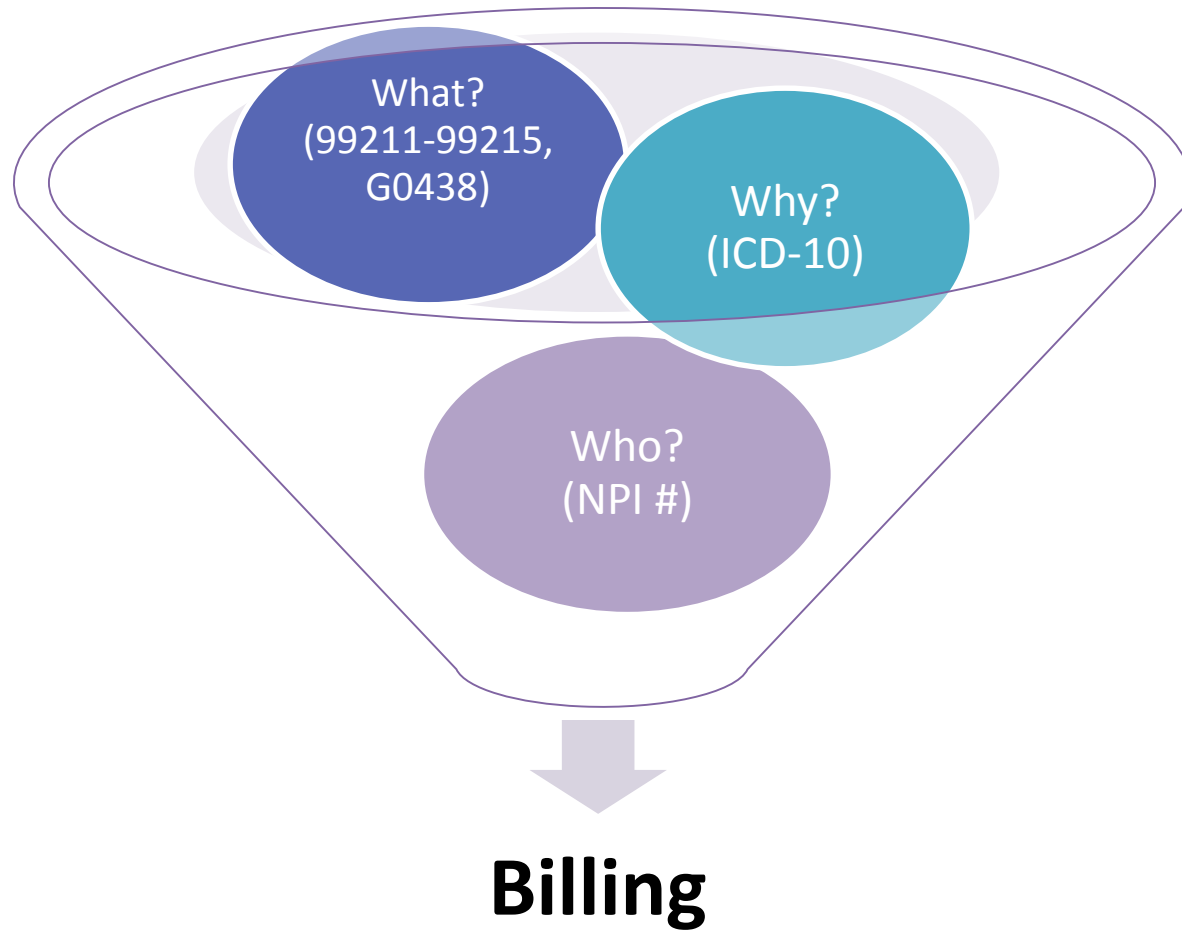 What?
(99211-99215,
G0438)
Why?
(ICD-10)
Who?
(NPI #)
Billing